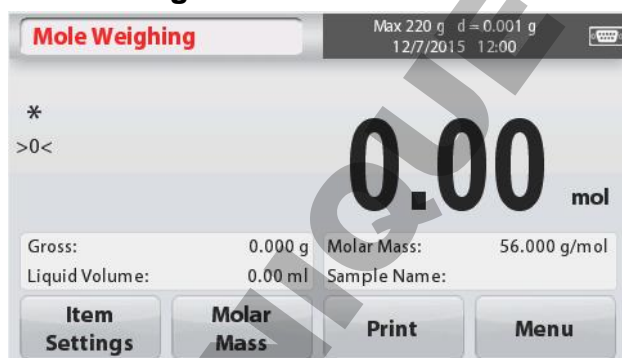 Mole Weighing
Max 220 g d=0.001 g
12/7/2015 12:00
*
>0<
0.00 mol
Gross: 0.000 g Molar Mass: 56.000 g/mol
Liquid Volume: 0.00 ml Sample Name:
Item Settings
Molar Mass
Print
Menu